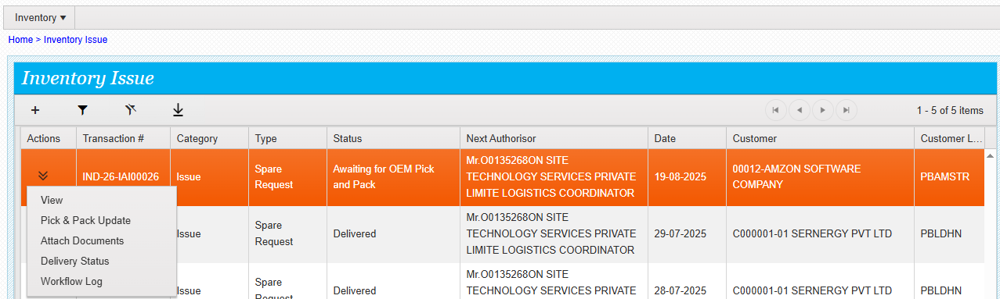 Inventory
Home > Inventory Issue
Inventory Issue
1 - 5 of 5 items
Actions Transaction # Category Type Status Next Authorisor Date Customer Customer L...
IND-26-IAI00026 Issue Spare Request Awaiting for OEM Pick and Pack Mr.O0135268ON SITE TECHNOLOGY SERVICES PRIVATE LIMITE LOGISTICS COORDINATOR 19-08-2025 00012-AMZON SOFTWARE COMPANY PBAMSTR
View
Pick & Pack Update
Attach Documents
Delivery Status
Workflow Log
Issue Spare Request Delivered Mr.O0135268ON SITE TECHNOLOGY SERVICES PRIVATE LIMITE LOGISTICS COORDINATOR 29-07-2025 C000001-01 SERNERGY PVT LTD PBLDHN
Issue Spare Request Delivered Mr.O0135268ON SITE TECHNOLOGY SERVICES PRIVATE 28-07-2025 C000001-01 SERNERGY PVT LTD PBLDHN